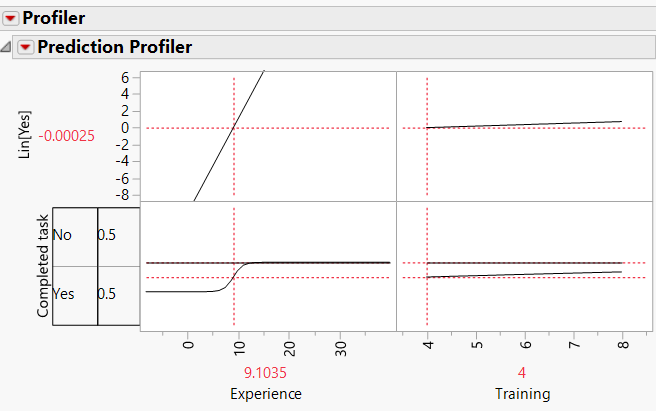 Profiler
Prediction Profiler
Lin[Yes]
-0.00025
6
4
2
0
-2
-4
-6
-8
Completed task
No 0.5
Yes 0.5
0 10 20 30
4 5 6 7 8
9.1035
Experience
4
Training